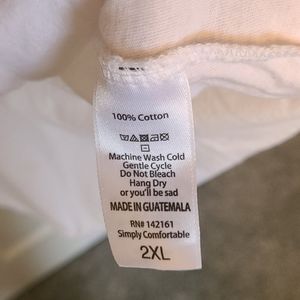 100% Cotton
Machine Wash Cold
Gentle Cycle
Do Not Bleach
Hang Dry
or you'll be sad
MADE IN GUATEMALA
RN# 142161
Simply Comfortable
2XL